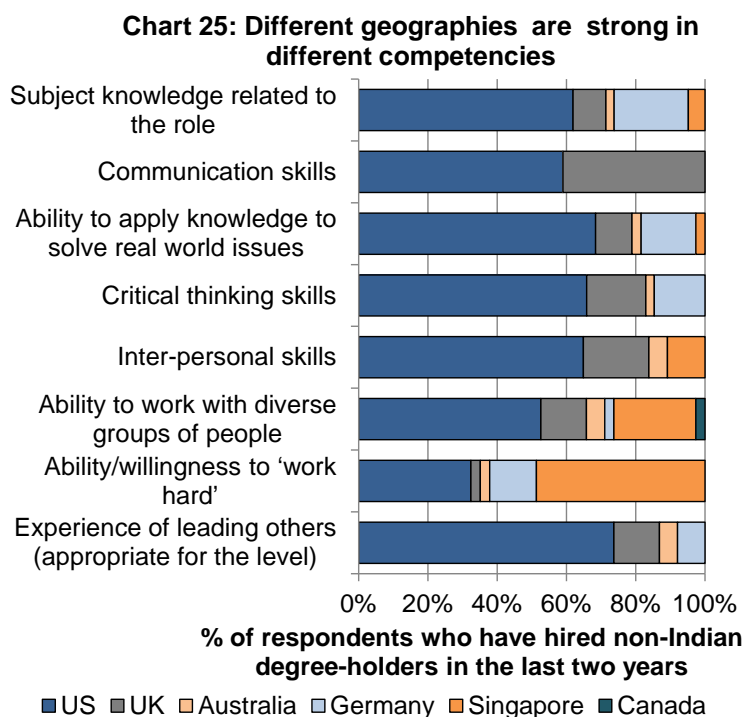 Chart 25: Different geographies are strong in
different competencies
Subject knowledge related to
the role
Communication skills
Ability to apply knowledge to
solve real world issues
Critical thinking skills
Inter-personal skills
Ability to work with diverse
groups of people
Ability/willingness to ‘work
hard’
Experience of leading others
(appropriate for the level)
0% 20% 40% 60% 80% 100%
% of respondents who have hired non-Indian
degree-holders in the last two years
US UK Australia Germany Singapore Canada